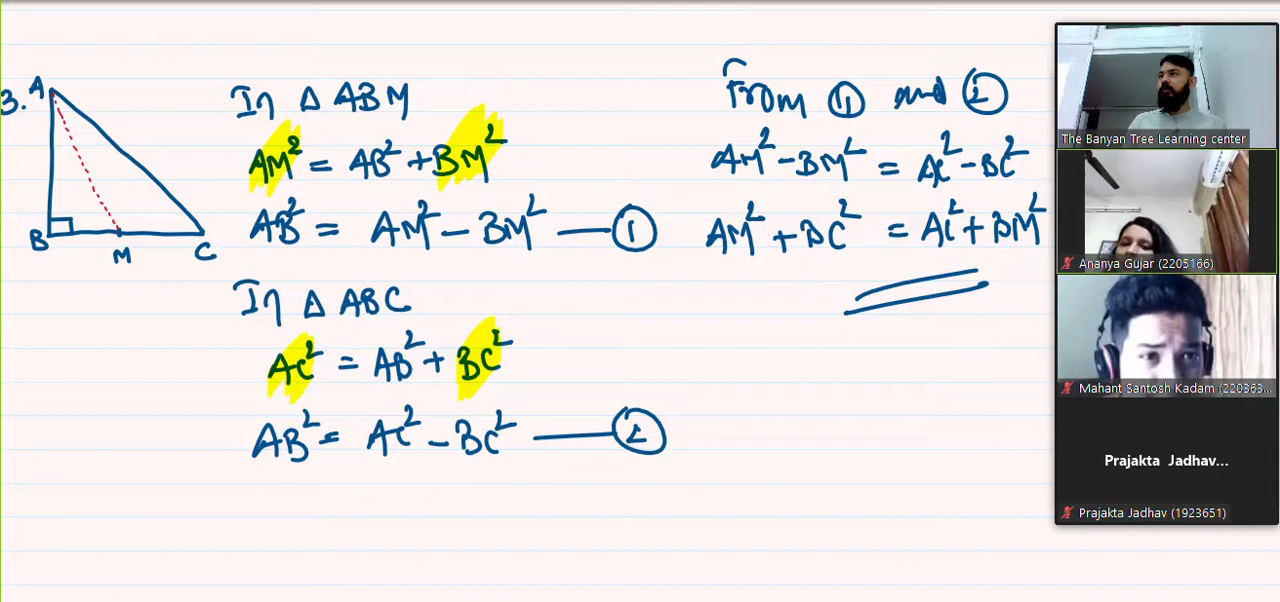 3.
A
B
M
C
In △ ABM
AM² = AB² + BM²
AB² = AM² - BM² — ①
In △ ABC
AC² = AB² + BC²
AB² = AC² - BC² — ②
From ① and ②
AM² - BM² = AC² - BC²
AM² + BC² = AC² + BM²
The Banyan Tree Learning center
Ananya Gujar (2205166)
Mahant Santosh Kadam (220363...
Prajakta Jadhav...
Prajakta Jadhav (1923651)